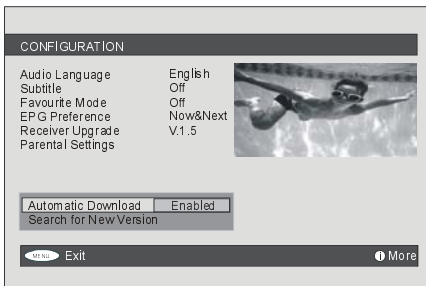 CONFIGURATION
Audio Language English
Subtitle Off
Favourite Mode Off
EPG Preference Now&Next
Receiver Upgrade V.1.5
Parental Settings
Automatic Download Enabled
Search for New Version
MENU Exit i More